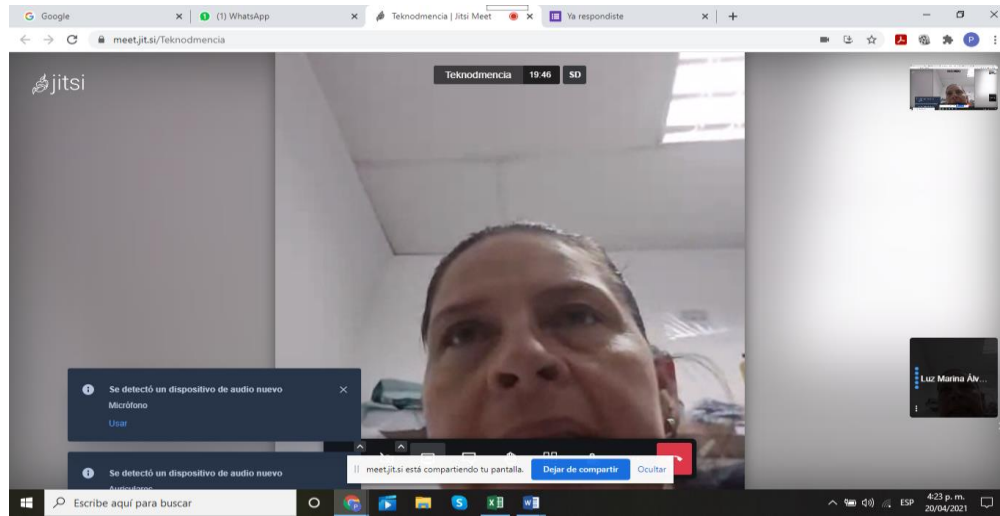 Google
(1) WhatsApp
Teknodmencia | Jitsi Meet
Ya respondiste
meet.jit.si/Teknodmencia
P
jitsi
Teknodmencia 19:46 SD
Luz Marina Álv...
Se detectó un dispositivo de audio nuevo
Micrófono
Usar
Se detectó un dispositivo de audio nuevo
Auriculares
meet.jit.si está compartiendo tu pantalla. Dejar de compartir Ocultar
Escribe aquí para buscar
ESP
4:23 p. m.
20/04/2021